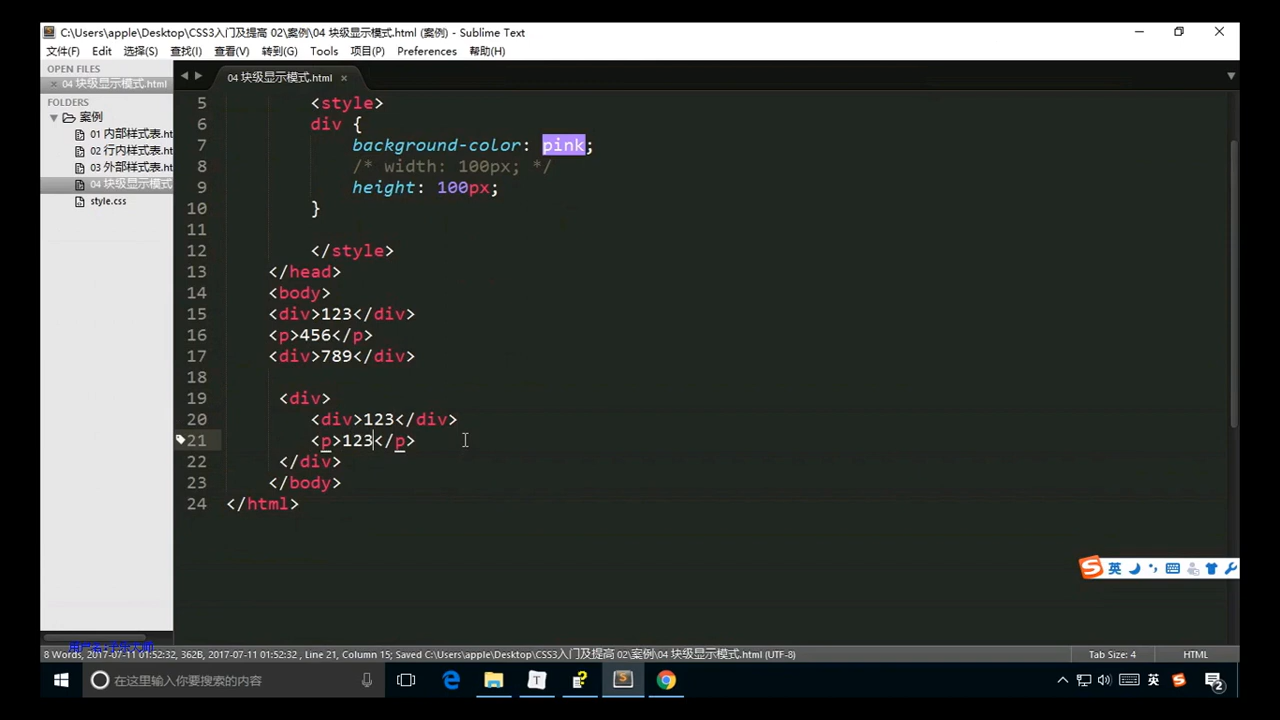 C:\Users\apple\Desktop\CSS3入门及提高 02\案例\04 块级显示模式.html (案例) - Sublime Text
文件(F) Edit 选择(S) 查找(I) 查看(V) 转到(G) Tools 项目(P) Preferences 帮助(H)
OPEN FILES
× 04 块级显示模式.html
FOLDERS
案例
01 内部样式表.ht
02 行内样式表.ht
03 外部样式表.ht
04 块级显示模式
style.css
04 块级显示模式.html ×
5 <style>
6 div {
7 background-color: pink;
8 /* width: 100px; */
9 height: 100px;
10 }
11
12 </style>
13 </head>
14 <body>
15 <div>123</div>
16 <p>456</p>
17 <div>789</div>
18
19 <div>
20 <div>123</div>
21 <p>123</p>
22 </div>
23 </body>
24 </html>
英
8 Words, 2017-07-11 01:52:32, 362B, 2017-07-11 01:52:32 , Line 21, Column 15; Saved C:\Users\apple\Desktop\CSS3入门及提高 02\案例\04 块级显示模式.html (UTF-8)
Tab Size: 4
HTML
在这里输入你要搜索的内容
T
S
英
2